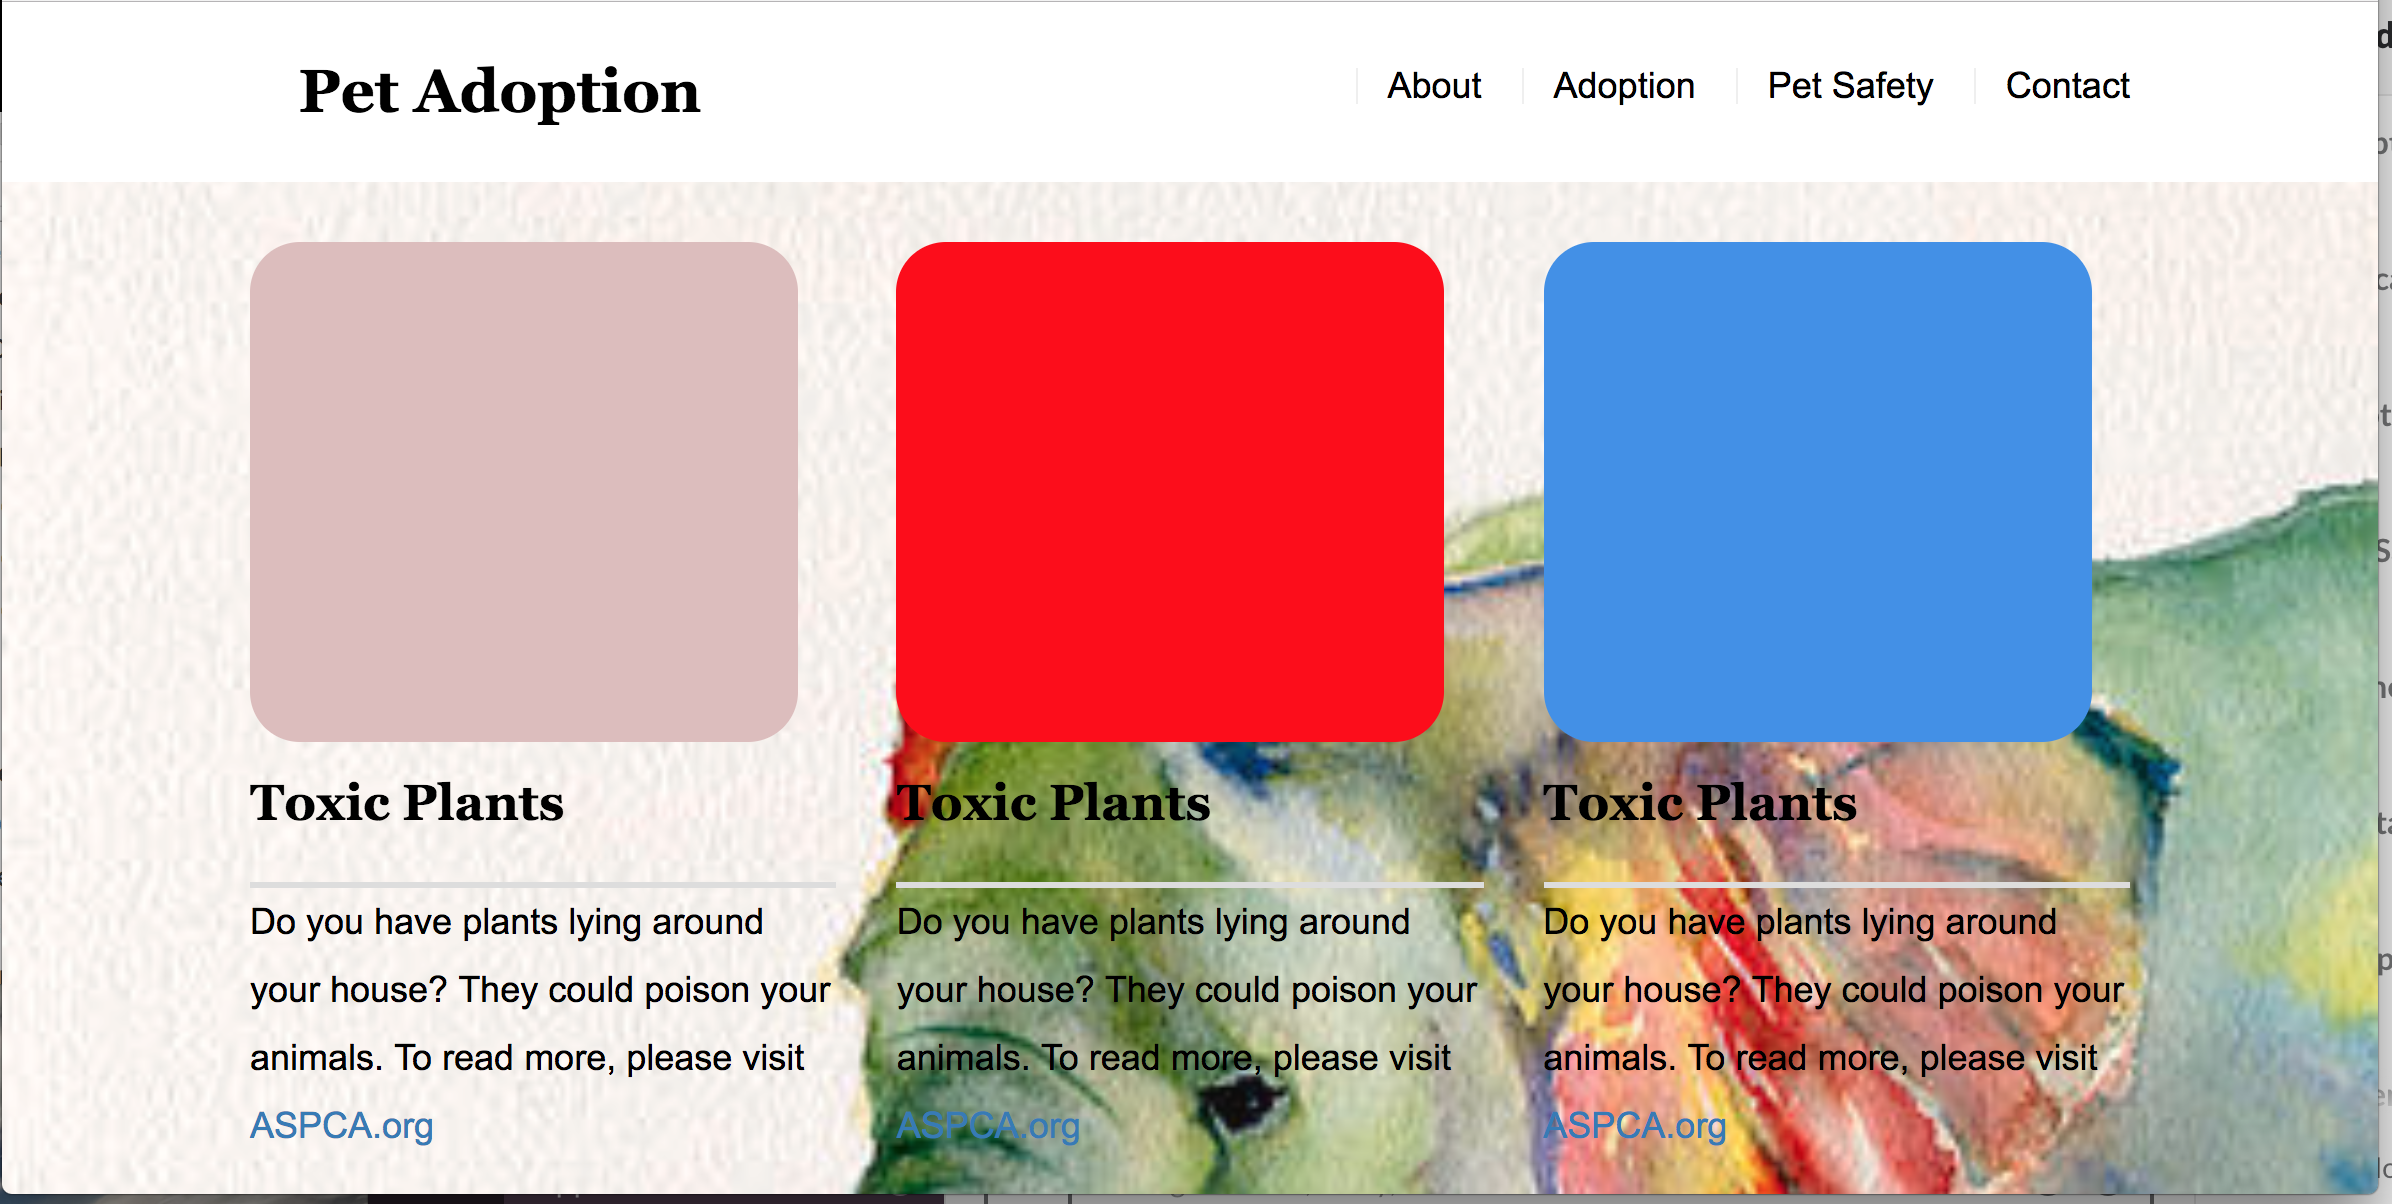 Pet Adoption
About Adoption Pet Safety Contact
Toxic Plants
Do you have plants lying around
your house? They could poison your
animals. To read more, please visit
ASPCA.org
Toxic Plants
Do you have plants lying around
your house? They could poison your
animals. To read more, please visit
ASPCA.org
Toxic Plants
Do you have plants lying around
your house? They could poison your
animals. To read more, please visit
ASPCA.org